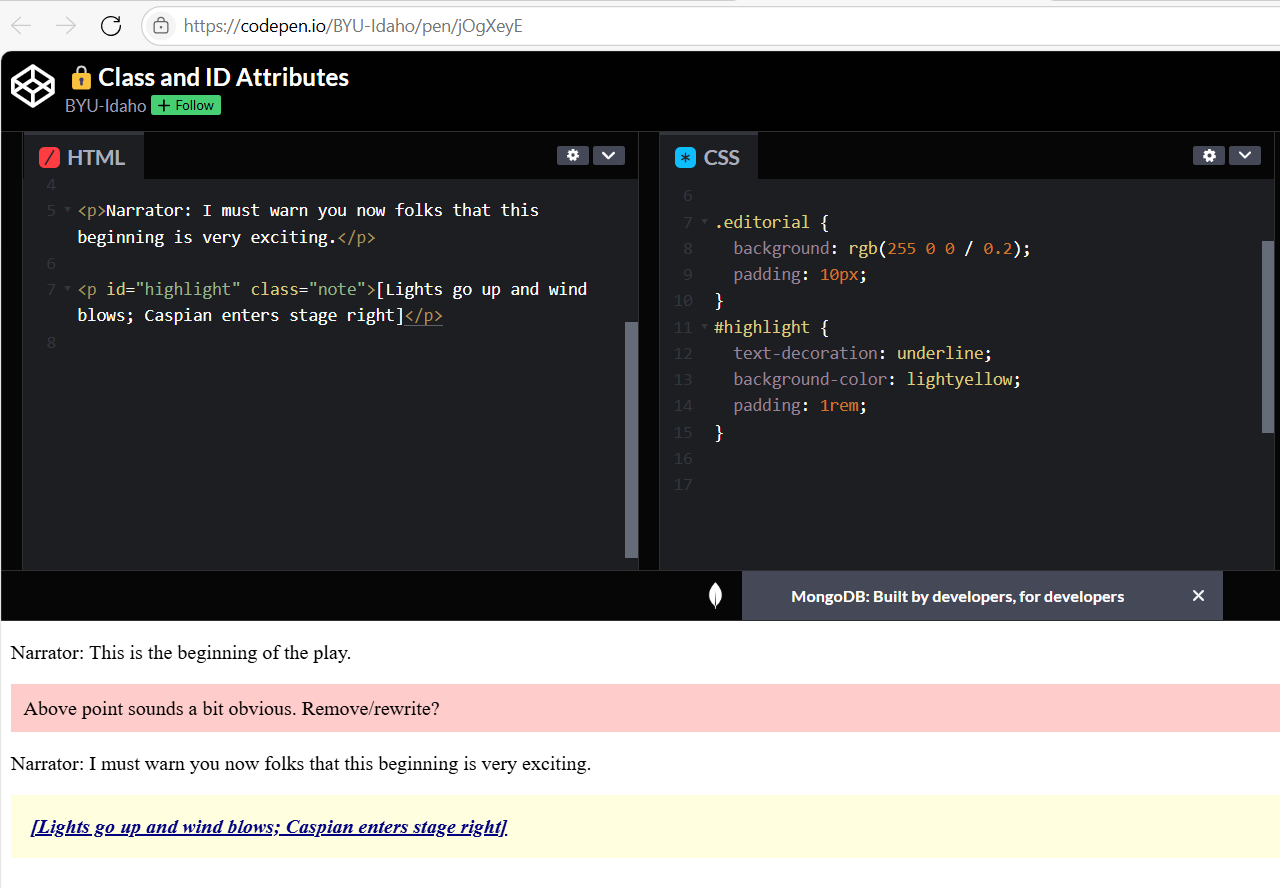 https://codepen.io/BYU-Idaho/pen/jOgXeyE
Class and ID Attributes
BYU-Idaho + Follow
/ HTML
4
5 <p>Narrator: I must warn you now folks that this
beginning is very exciting.</p>
6
7 <p id="highlight" class="note">[Lights go up and wind
blows; Caspian enters stage right]</p>
8
* CSS
6
7 .editorial {
8 background: rgb(255 0 0 / 0.2);
9 padding: 10px;
10 }
11 #highlight {
12 text-decoration: underline;
13 background-color: lightyellow;
14 padding: 1rem;
15 }
16
17
MongoDB: Built by developers, for developers
Narrator: This is the beginning of the play.
Above point sounds a bit obvious. Remove/rewrite?
Narrator: I must warn you now folks that this beginning is very exciting.
[Lights go up and wind blows; Caspian enters stage right]